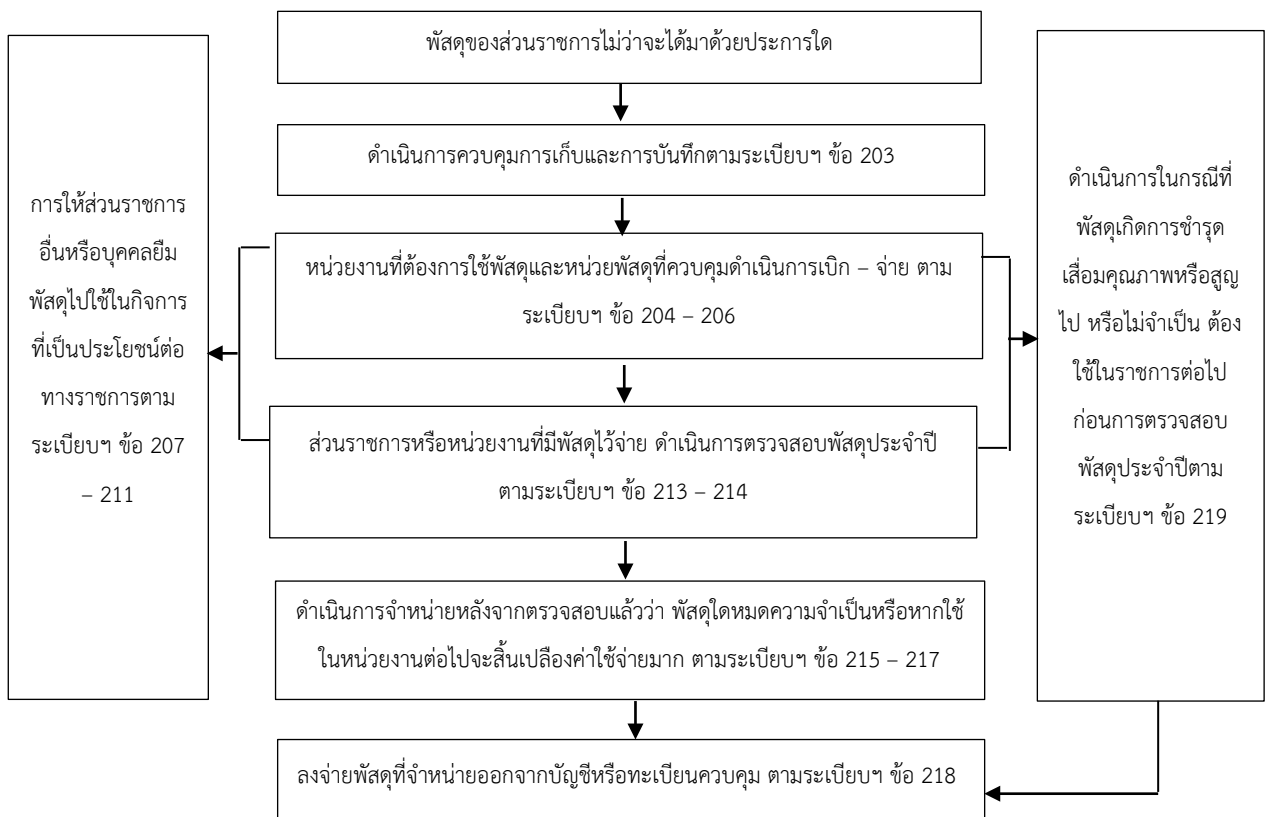 พัสดุของส่วนราชการไม่ว่าจะได้มาด้วยประการใด
ดำเนินการควบคุมการเก็บและการบันทึกตามระเบียบฯ ข้อ 203
หน่วยงานที่ต้องการใช้พัสดุและหน่วยพัสดุที่ควบคุมดำเนินการเบิก – จ่าย ตาม
ระเบียบฯ ข้อ 204 – 206
ส่วนราชการหรือหน่วยงานที่มีพัสดุไว้จ่าย ดำเนินการตรวจสอบพัสดุประจำปี
ตามระเบียบฯ ข้อ 213 – 214
ดำเนินการจำหน่ายหลังจากตรวจสอบแล้วว่า พัสดุใดหมดความจำเป็นหรือหากใช้
ในหน่วยงานต่อไปจะสิ้นเปลืองค่าใช้จ่ายมาก ตามระเบียบฯ ข้อ 215 – 217
ลงจ่ายพัสดุที่จำหน่ายออกจากบัญชีหรือทะเบียนควบคุม ตามระเบียบฯ ข้อ 218
การให้ส่วนราชการ
อื่นหรือบุคคลยืม
พัสดุไปใช้ในกิจการ
ที่เป็นประโยชน์ต่อ
ทางราชการตาม
ระเบียบฯ ข้อ 207
– 211
ดำเนินการในกรณีที่
พัสดุเกิดการชำรุด
เสื่อมคุณภาพหรือสูญ
ไป หรือไม่จำเป็น ต้อง
ใช้ในราชการต่อไป
ก่อนการตรวจสอบ
พัสดุประจำปีตาม
ระเบียบฯ ข้อ 219